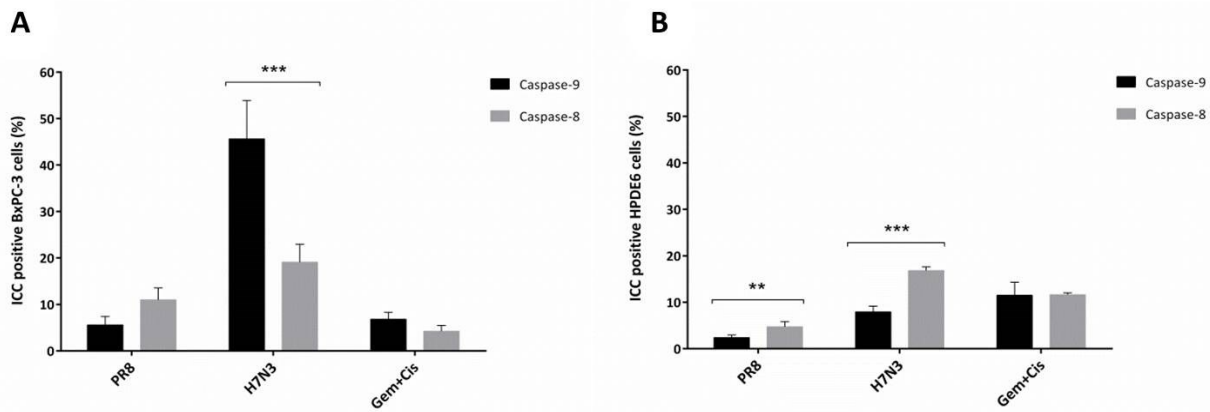 A
ICC positive BxPC-3 cells (%)
60
50
40
30
20
10
0
***
Caspase-9
Caspase-8
PR8
H7N3
Gem+Cis
B
ICC positive HPDE6 cells (%)
60
50
40
30
20
10
0
**
***
Caspase-9
Caspase-8
PR8
H7N3
Gem+Cis